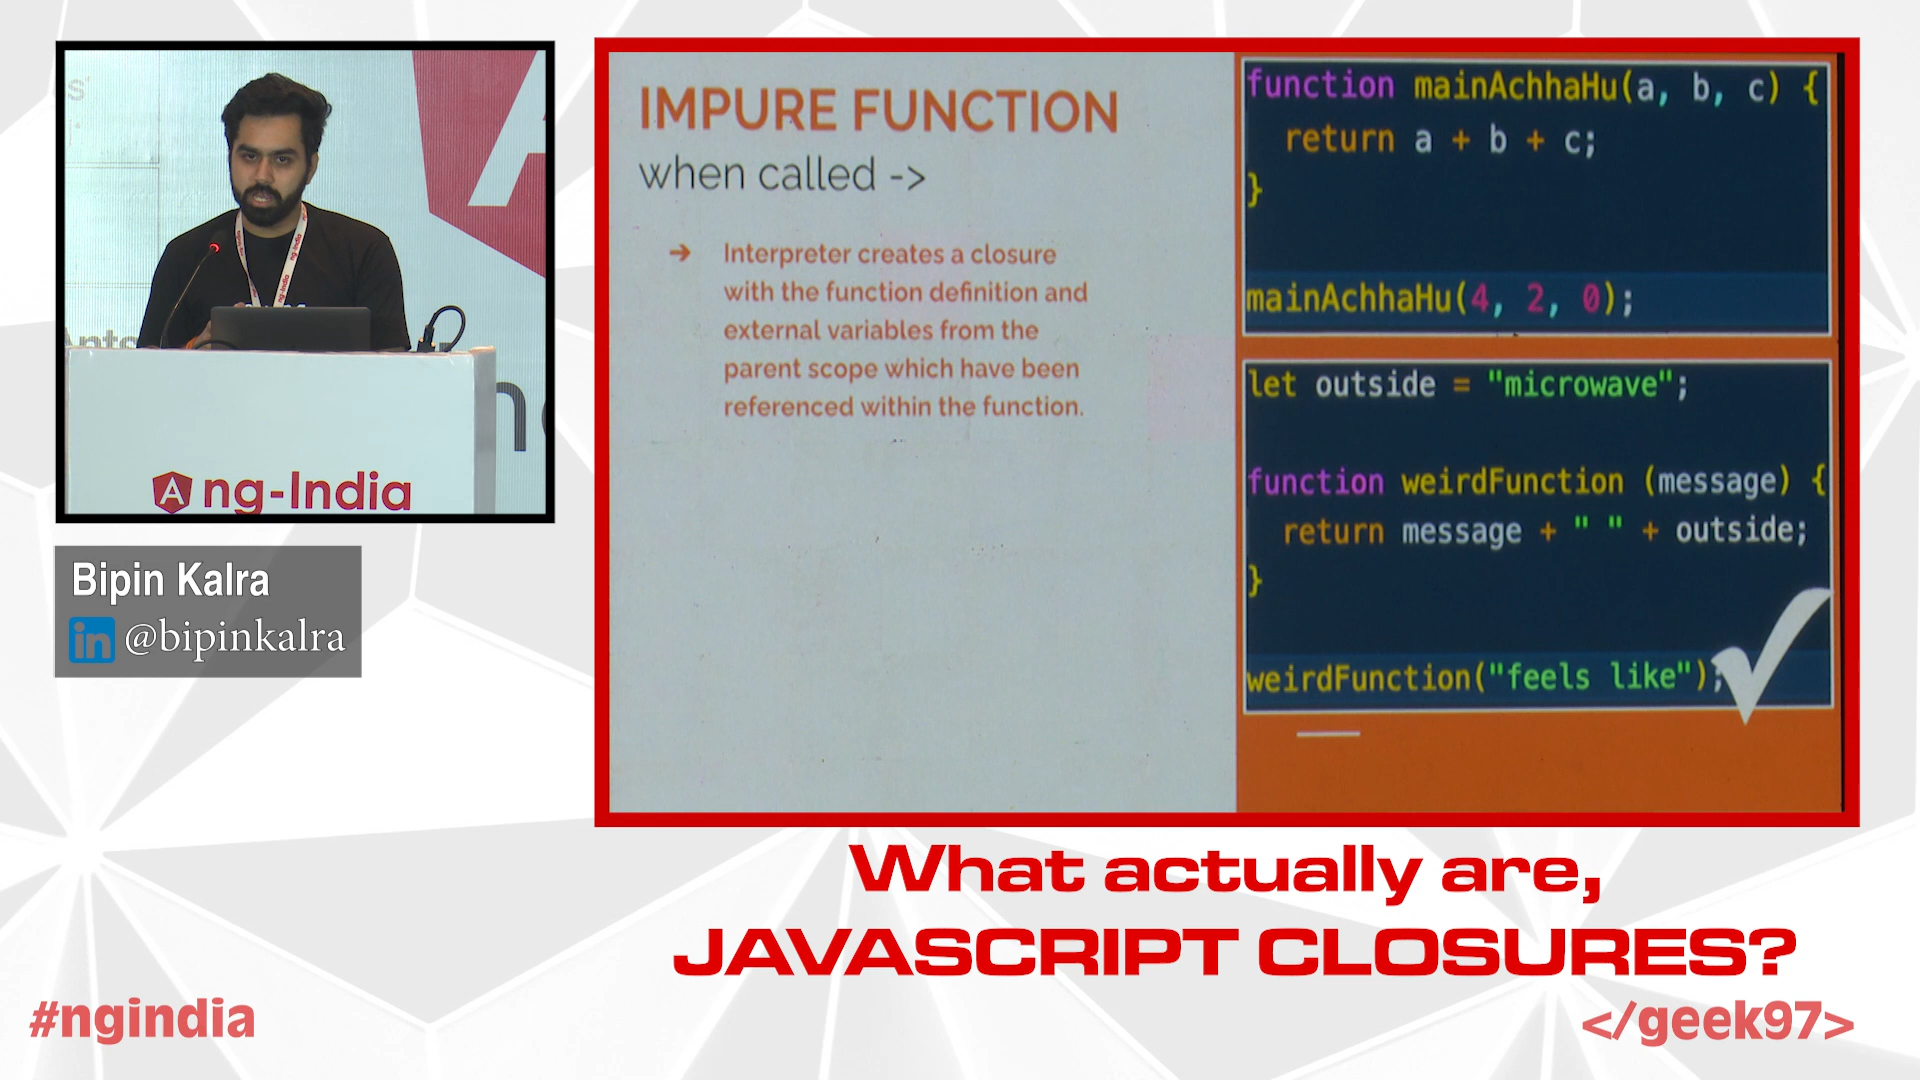 IMPURE FUNCTION
when called ->
➔ Interpreter creates a closure
with the function definition and
external variables from the
parent scope which have been
referenced within the function.
function mainAchhaHu(a, b, c) {
return a + b + c;
}
mainAchhaHu(4, 2, 0);
let outside = "microwave";
function weirdFunction (message) {
return message + " " + outside;
}
weirdFunction("feels like");
ng-India
Bipin Kalra
in @bipinkalra
What actually are,
JAVASCRIPT CLOSURES?
#ngindia
</geek97>